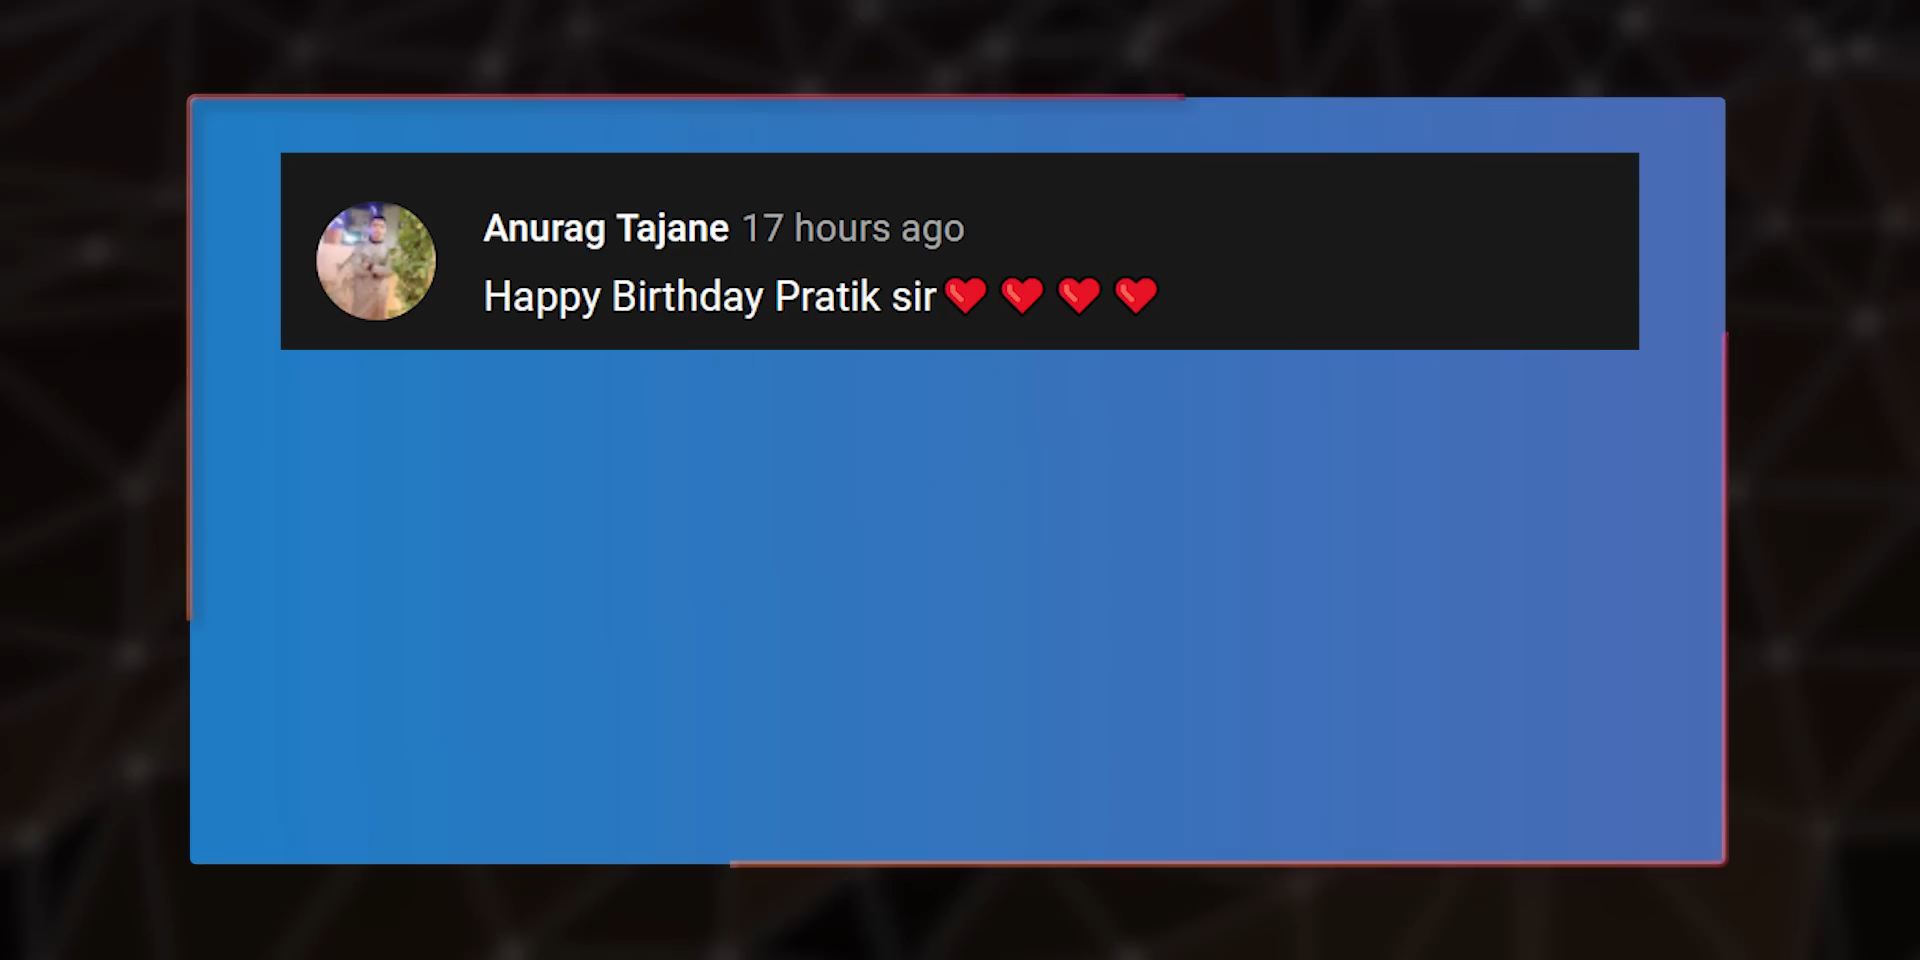 Anurag Tajane 17 hours ago
Happy Birthday Pratik sir❤️❤️❤️❤️